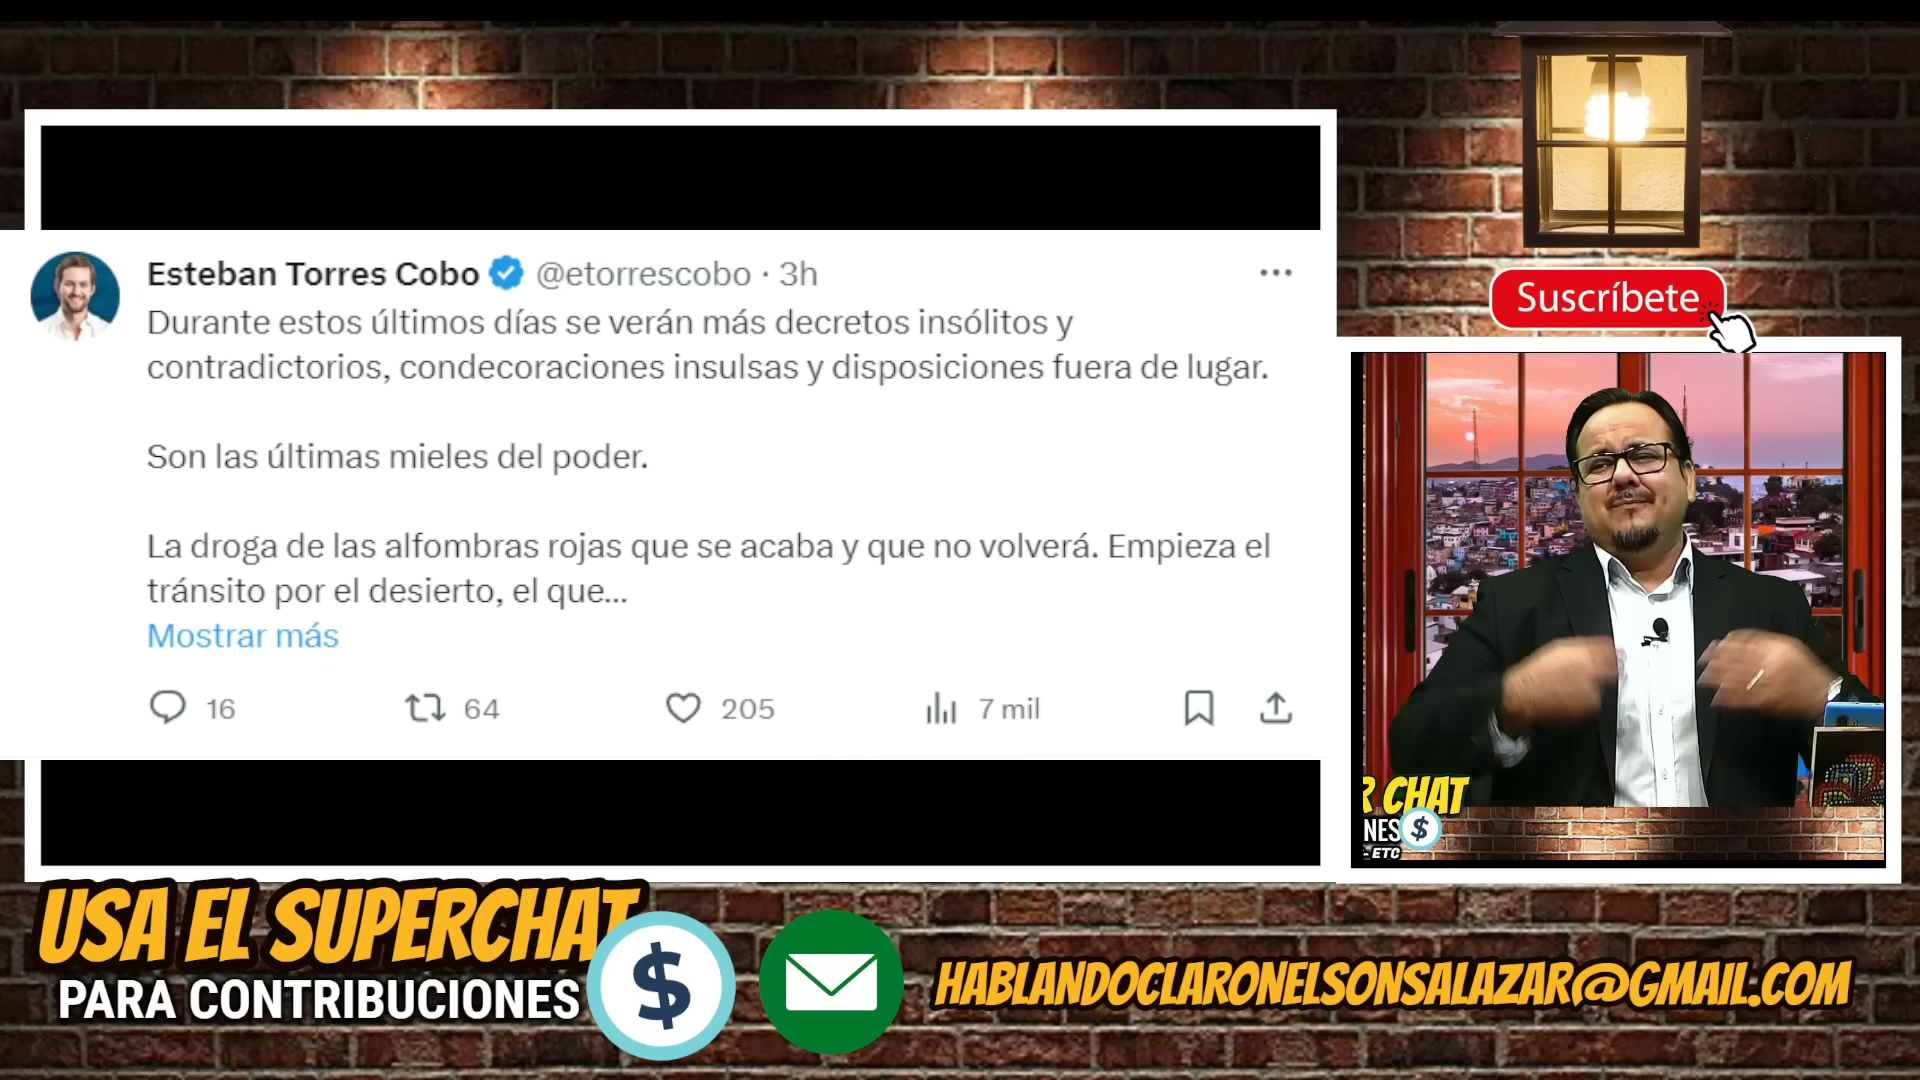 Esteban Torres Cobo @etorrescobo · 3h
Durante estos últimos días se verán más decretos insólitos y
contradictorios, condecoraciones insulsas y disposiciones fuera de lugar.
Son las últimas mieles del poder.
La droga de las alfombras rojas que se acaba y que no volverá. Empieza el
tránsito por el desierto, el que...
Mostrar más
16 64 205 7 mil
Suscríbete
R CHAT
NES $
- ETC
USA EL SUPERCHAT
PARA CONTRIBUCIONES
$
HABLANDOCLARONELSONSALAZAR@GMAIL.COM